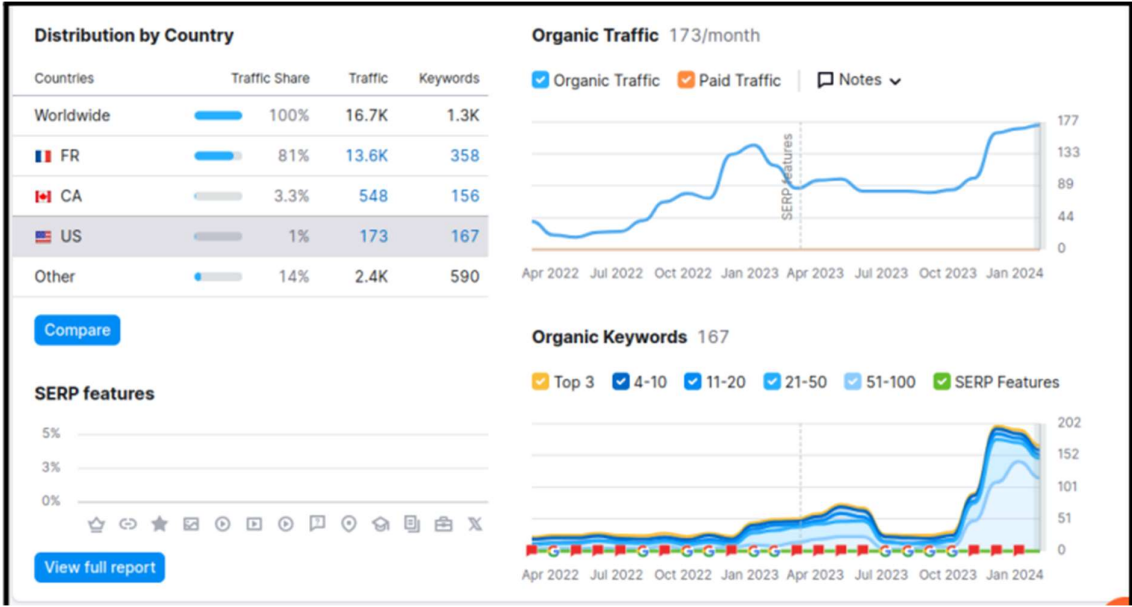 Distribution by Country
Countries Traffic Share Traffic Keywords
Worldwide 100% 16.7K 1.3K
FR 81% 13.6K 358
CA 3.3% 548 156
US 1% 173 167
Other 14% 2.4K 590
Compare
SERP features
5%
3%
0%
View full report
Organic Traffic 173/month
Organic Traffic Paid Traffic Notes
177
133
89
44
0
SERP features
Apr 2022 Jul 2022 Oct 2022 Jan 2023 Apr 2023 Jul 2023 Oct 2023 Jan 2024
Organic Keywords 167
Top 3 4-10 11-20 21-50 51-100 SERP Features
202
152
101
51
0
Apr 2022 Jul 2022 Oct 2022 Jan 2023 Apr 2023 Jul 2023 Oct 2023 Jan 2024